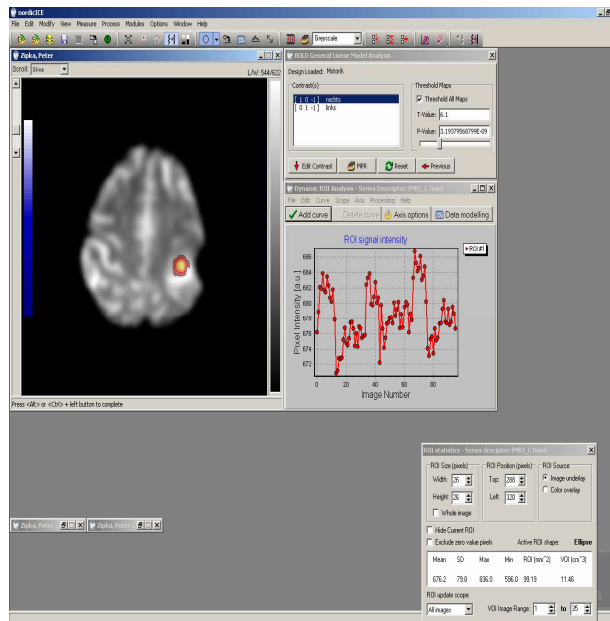 nordicICE
File Edit Modify View Measure Process Modules Options Window Help
Greyscale
Zipka, Peter
Scroll: Slice
L/W: 544/622
Press <Alt> or <Ctrl> + left button to complete
BOLD General Linear Model Analysis
Design Loaded: Motorik
Contrast(s)
[ 1 0 -1 ] rechts
[ 0 1 -1 ] links
Threshold Maps
Threshold All Maps
T-Value: 6.1
P-Value: 3.19379568799E-09
Edit Contrast MPR Reset Previous
Dynamic ROI Analysis - Series Descriptor: FMRI_C Hand
File Edit Curve Scope Axis Processing Help
Add curve Delete curve Axis options Data modelling
ROI signal intensity
ROI#1
Pixel Intensity [a.u.]
686
684
682
680
678
676
674
672
0 20 40 60 80
Image Number
Zipka, Peter
Zipka, Peter
ROI statistics - Series desciptor: FMRI_C Hand
ROI Size (pixels)
Width: 26
Height: 26
Whole image
ROI Position (pixels)
Top: 288
Left: 320
ROI Source
Image underlay
Color overlay
Hide Current ROI
Exclude zero value pixels Active ROI shape: Ellipse
Mean SD Max Min ROI (mm^2) VOI (cm^3)
676.2 79.8 836.0 596.0 99.19 11.46
ROI update scope:
All images VOI Image Range: 1 to 35